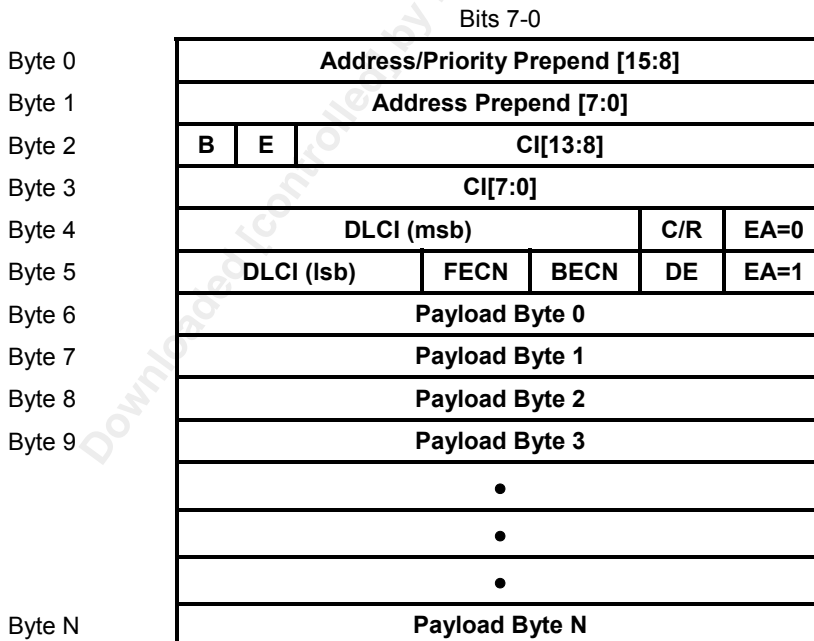 Bits 7-0
Byte 0 Address/Priority Prepend [15:8]
Byte 1 Address Prepend [7:0]
Byte 2 B E CI[13:8]
Byte 3 CI[7:0]
Byte 4 DLCI (msb) C/R EA=0
Byte 5 DLCI (lsb) FECN BECN DE EA=1
Byte 6 Payload Byte 0
Byte 7 Payload Byte 1
Byte 8 Payload Byte 2
Byte 9 Payload Byte 3
•
•
•
Byte N Payload Byte N
Downloaded [controlled] by